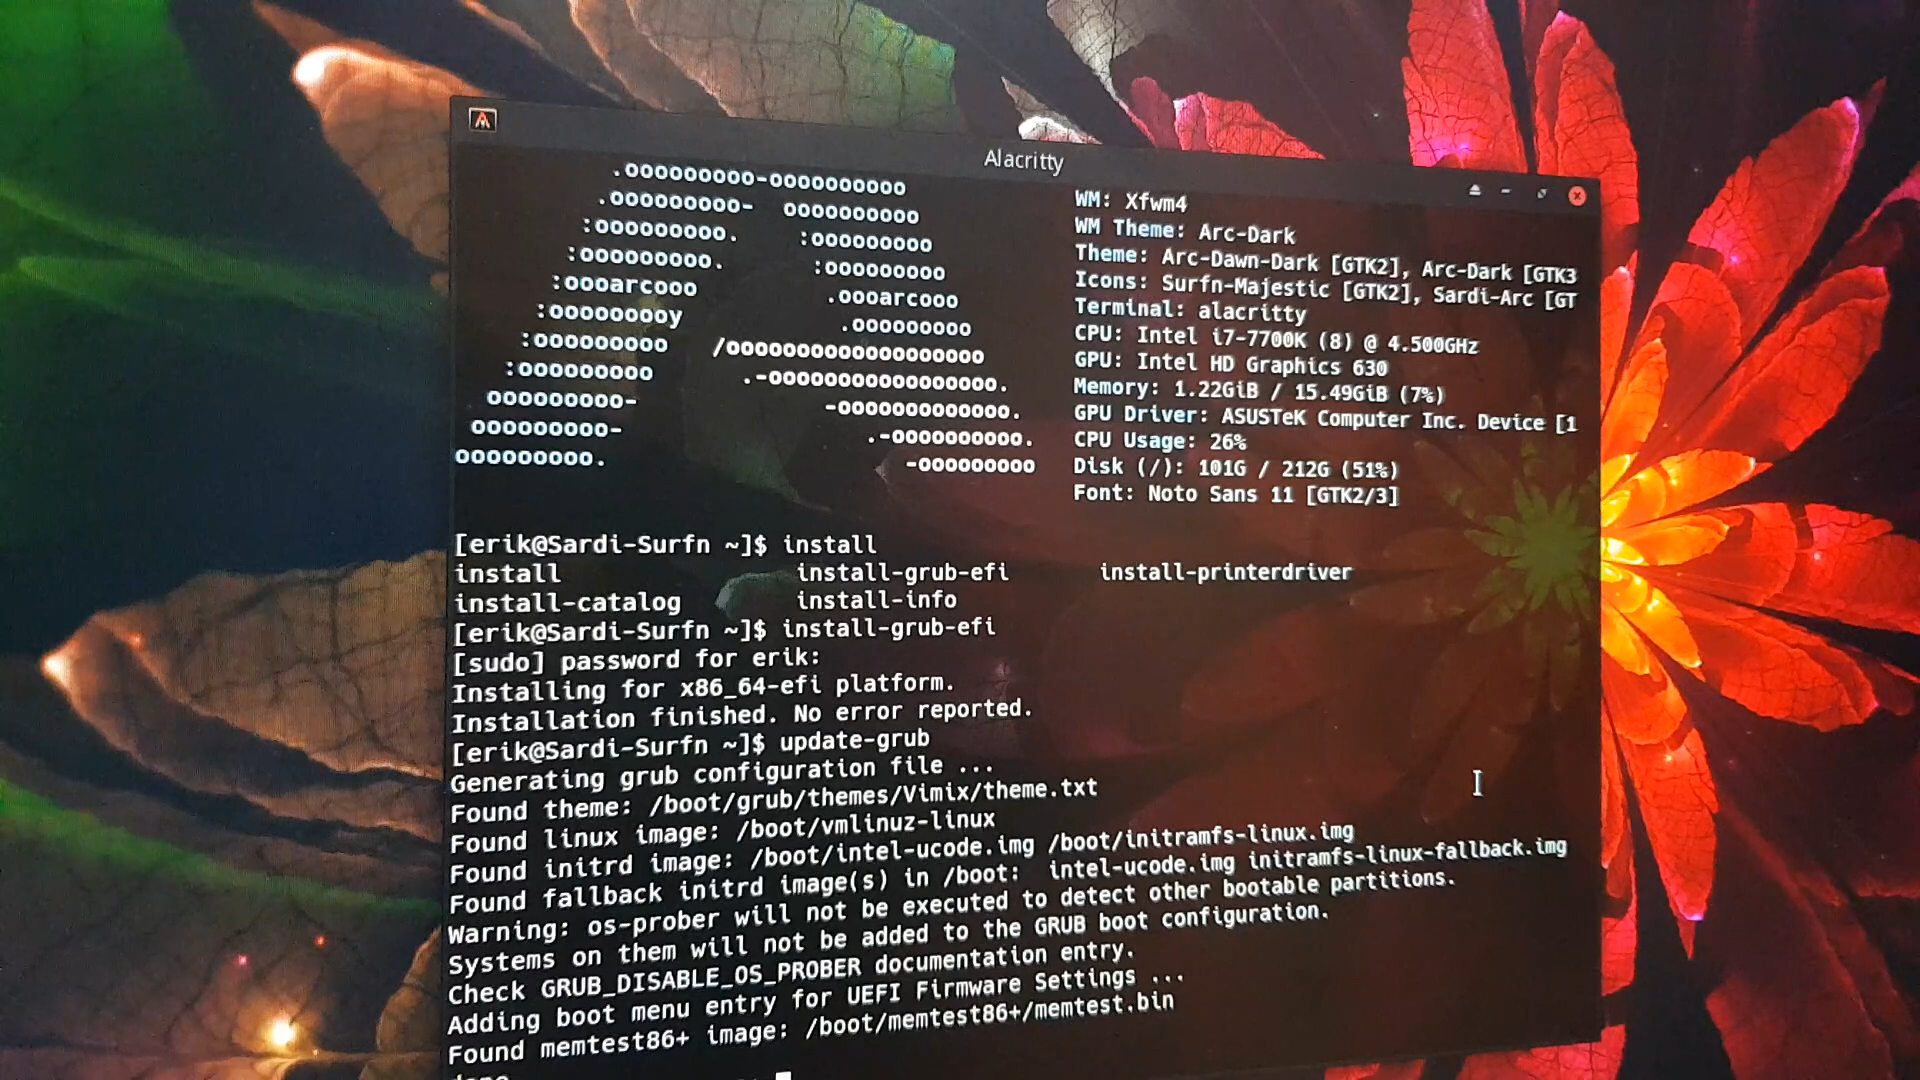 Alacritty
.ooooooooo-oooooooooo
.ooooooooo-  oooooooooo
:ooooooooo.    :ooooooooo
:ooooooooo.      :ooooooooo
:oooarcooo        .oooarcooo
:ooooooooy          .ooooooooo
:ooooooooo   /oooooooooooooooooo
:ooooooooo      .-oooooooooooooooo.
ooooooooo-            -ooooooooooooo.
ooooooooo-                .-oooooooooo.
ooooooooo.                    -ooooooooo
WM: Xfwm4
WM Theme: Arc-Dark
Theme: Arc-Dawn-Dark [GTK2], Arc-Dark [GTK3
Icons: Surfn-Majestic [GTK2], Sardi-Arc [GT
Terminal: alacritty
CPU: Intel i7-7700K (8) @ 4.500GHz
GPU: Intel HD Graphics 630
Memory: 1.22GiB / 15.49GiB (7%)
GPU Driver: ASUSTeK Computer Inc. Device [1
CPU Usage: 26%
Disk (/): 101G / 212G (51%)
Font: Noto Sans 11 [GTK2/3]
[erik@Sardi-Surfn ~]$ install
install install-grub-efi install-printerdriver
install-catalog install-info
[erik@Sardi-Surfn ~]$ install-grub-efi
[sudo] password for erik:
Installing for x86_64-efi platform.
Installation finished. No error reported.
[erik@Sardi-Surfn ~]$ update-grub
Generating grub configuration file ...
Found theme: /boot/grub/themes/Vimix/theme.txt
Found linux image: /boot/vmlinuz-linux
Found initrd image: /boot/intel-ucode.img /boot/initramfs-linux.img
Found fallback initrd image(s) in /boot:  intel-ucode.img initramfs-linux-fallback.img
Warning: os-prober will not be executed to detect other bootable partitions.
Systems on them will not be added to the GRUB boot configuration.
Check GRUB_DISABLE_OS_PROBER documentation entry.
Adding boot menu entry for UEFI Firmware Settings ...
Found memtest86+ image: /boot/memtest86+/memtest.bin